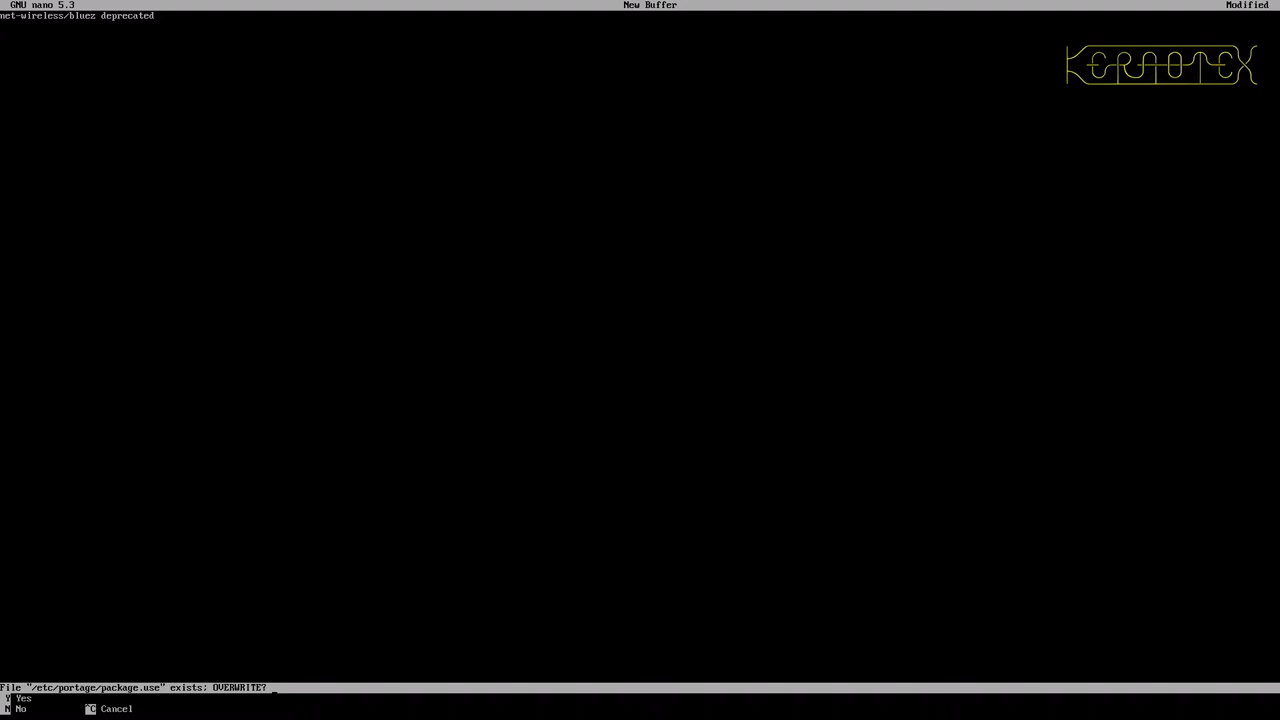 GNU nano 5.3 New Buffer Modified
net-wireless/bluez deprecated
KERAOTEX
File "/etc/portage/package.use" exists; OVERWRITE?
Y Yes
N No ^C Cancel